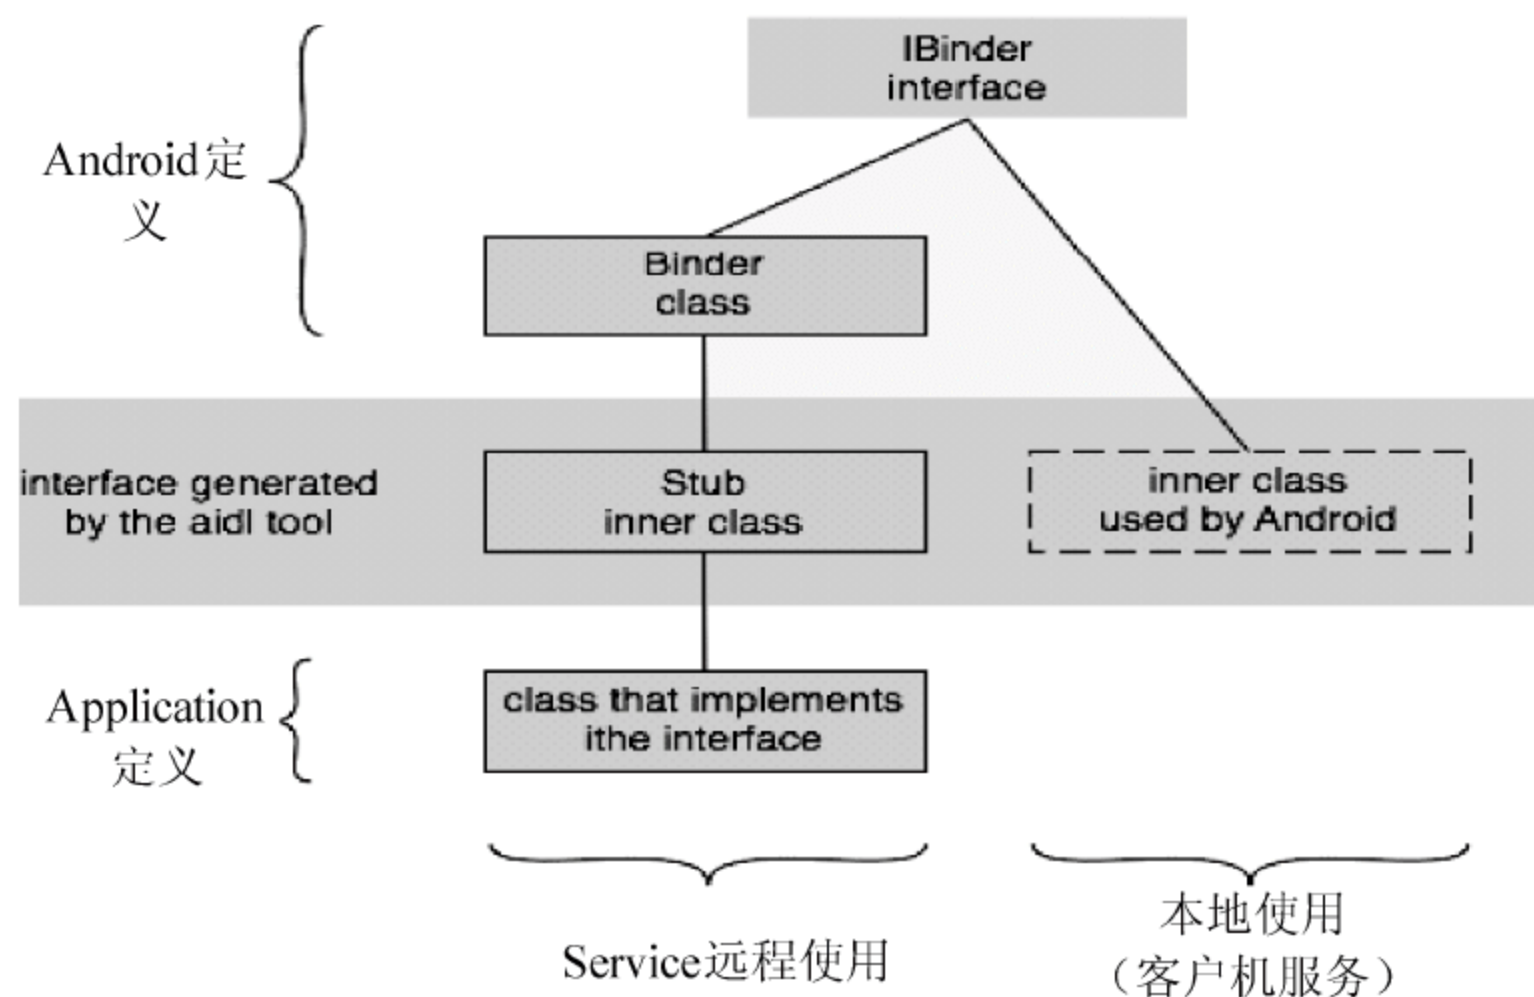 IBinder
interface
Android定
义
Binder
class
interface generated
by the aidl tool
Stub
inner class
inner class
used by Android
Application
定义
class that implements
ithe interface
Service远程使用
本地使用
（客户机服务）